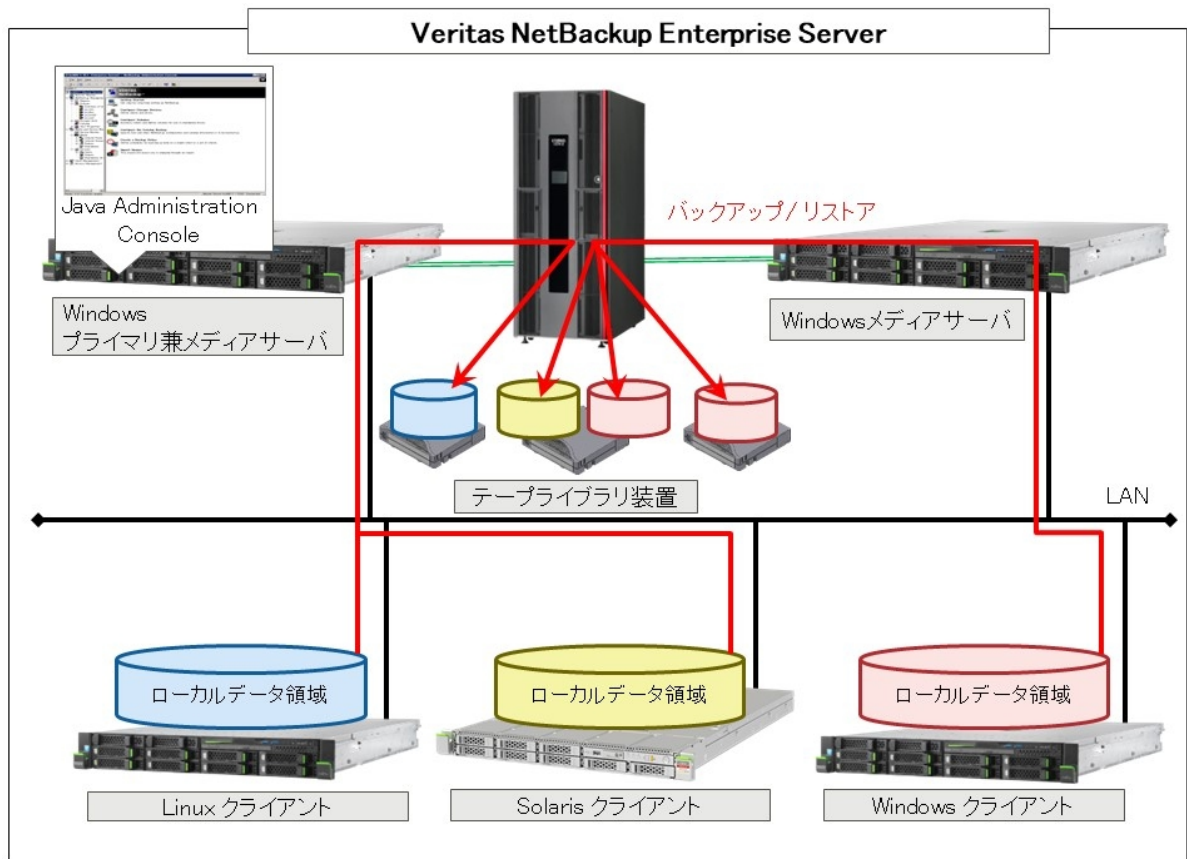 Veritas NetBackup Enterprise Server
Java Administration
Console
バックアップ/リストア
Windows
プライマリ兼メディアサーバ
Windowsメディアサーバ
テープライブラリ装置
LAN
ローカルデータ領域
ローカルデータ領域
ローカルデータ領域
Linux クライアント
Solaris クライアント
Windows クライアント